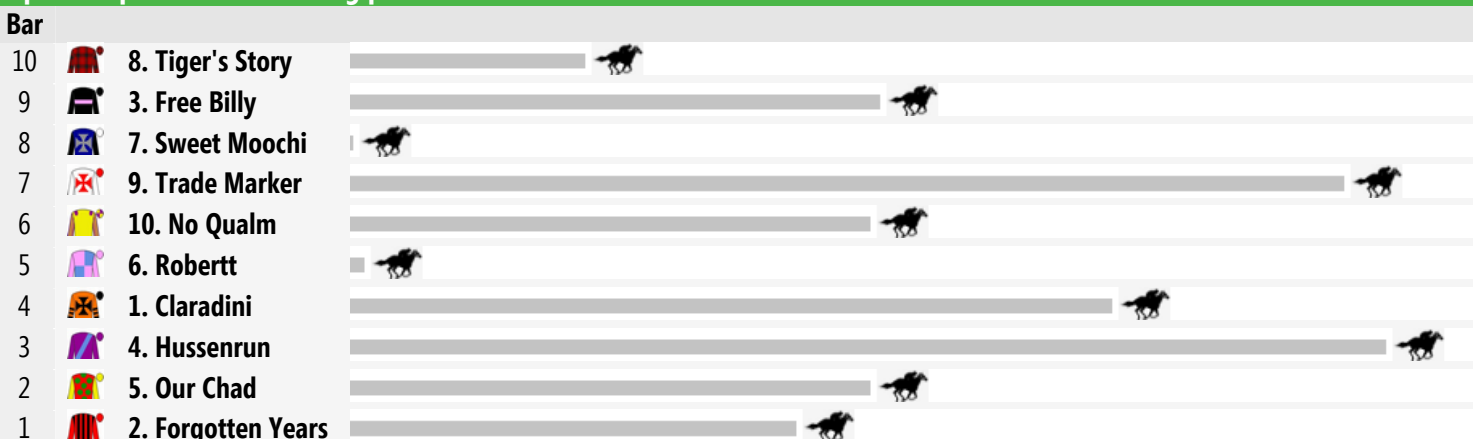 Bar
10 8. Tiger's Story
9 3. Free Billy
8 7. Sweet Moochi
7 9. Trade Marker
6 10. No Qualm
5 6. Robertt
4 1. Claradini
3 4. Hussenrun
2 5. Our Chad
1 2. Forgotten Years